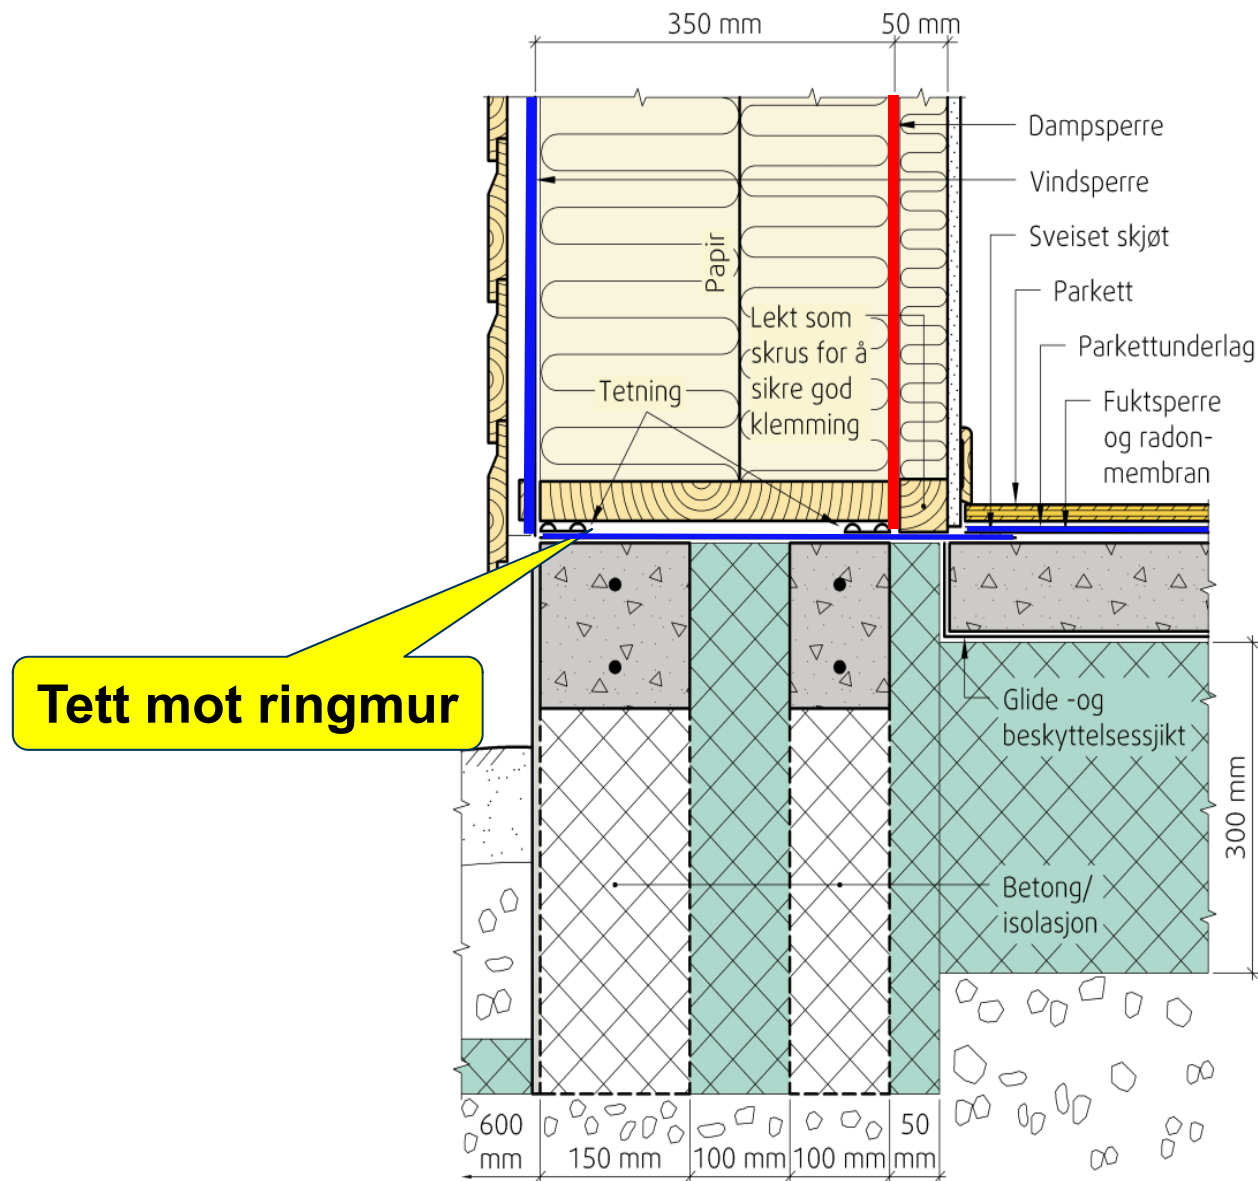 350 mm
50 mm
Dampsperre
Vindsperre
Sveiset skjøt
Parkett
Parkettunderlag
Fuktsperre
og radon-
membran
Papir
Lekt som
skrus for å
sikre god
klemming
Tetning
Tett mot ringmur
Glide -og
beskyttelsessjikt
300 mm
Betong/
isolasjon
600
mm
150 mm
100 mm
100 mm
50
mm